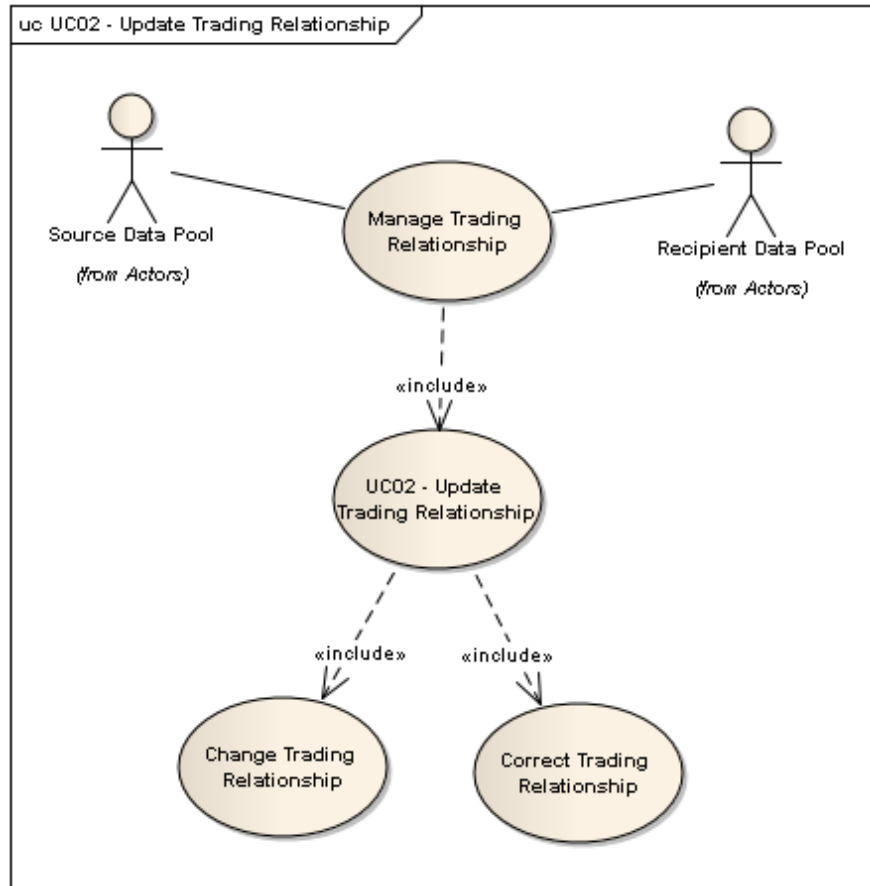 uc UC02 - Update Trading Relationship
Source Data Pool
(from Actors)
Manage Trading
Relationship
Recipient Data Pool
(from Actors)
«include»
UC02 - Update
Trading Relationship
«include»
«include»
Change Trading
Relationship
Correct Trading
Relationship